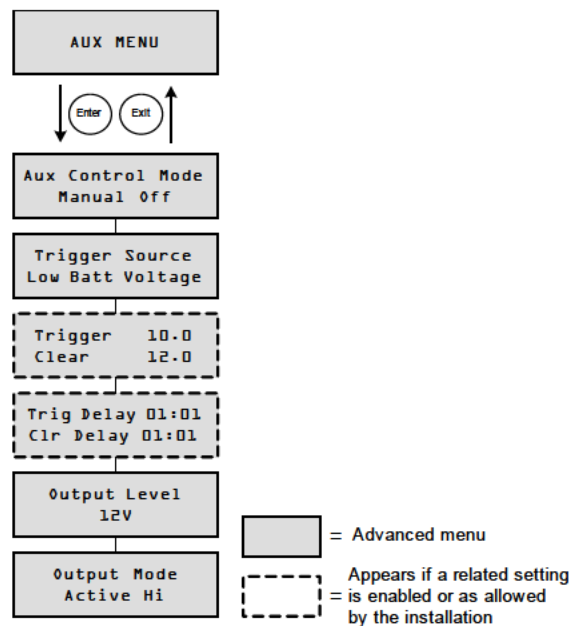 AUX MENU
Enter
Exit
Aux Control Mode
Manual Off
Trigger Source
Low Batt Voltage
Trigger 10.0
Clear 12.0
Trig Delay 01:01
Clr Delay 01:01
Output Level
12V
Output Mode
Active Hi
= Advanced menu
Appears if a related setting
= is enabled or as allowed
by the installation